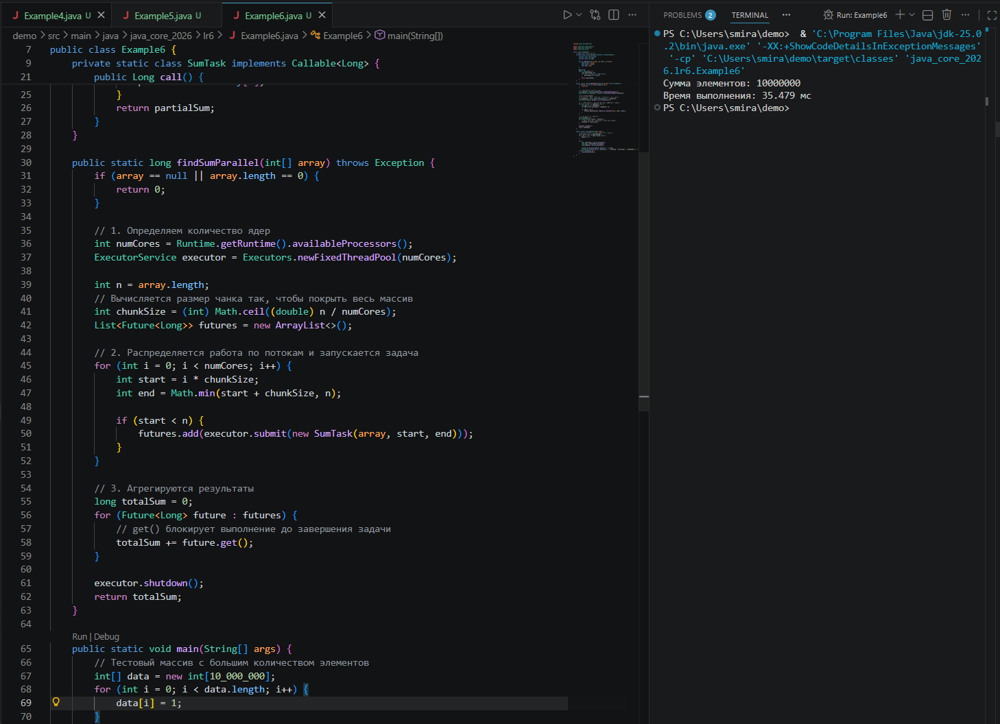 Example4.java U
Example5.java U
Example6.java U
demo > src > main > java > java_core_2026 > lr6 > Example6.java > Example6 > main(String[])
7 public class Example6 {
9 private static class SumTask implements Callable<Long> {
21 public Long call() {
25 }
26 return partialSum;
27 }
28 }
29
30 public static long findSumParallel(int[] array) throws Exception {
31 if (array == null || array.length == 0) {
32 return 0;
33 }
34
35 // 1. Определяем количество ядер
36 int numCores = Runtime.getRuntime().availableProcessors();
37 ExecutorService executor = Executors.newFixedThreadPool(numCores);
38
39 int n = array.length;
40 // Вычисляется размер чанка так, чтобы покрыть весь массив
41 int chunkSize = (int) Math.ceil((double) n / numCores);
42 List<Future<Long>> futures = new ArrayList<>();
43
44 // 2. Распределяется работа по потокам и запускается задача
45 for (int i = 0; i < numCores; i++) {
46 int start = i * chunkSize;
47 int end = Math.min(start + chunkSize, n);
48
49 if (start < n) {
50 futures.add(executor.submit(new SumTask(array, start, end)));
51 }
52 }
53
54 // 3. Агрегируются результаты
55 long totalSum = 0;
56 for (Future<Long> future : futures) {
57 // get() блокирует выполнение до завершения задачи
58 totalSum += future.get();
59 }
60
61 executor.shutdown();
62 return totalSum;
63 }
64
Run | Debug
65 public static void main(String[] args) {
66 // Тестовый массив с большим количеством элементов
67 int[] data = new int[10_000_000];
68 for (int i = 0; i < data.length; i++) {
69 data[i] = 1;
70 }
PROBLEMS 2
TERMINAL
Run: Example6
PS C:\Users\smira\demo> & 'C:\Program Files\Java\jdk-25.0
.2\bin\java.exe' '-XX:+ShowCodeDetailsInExceptionMessages'
'-cp' 'C:\Users\smira\demo\target\classes' 'java_core_202
6.lr6.Example6'
Сумма элементов: 10000000
Время выполнения: 35.479 мс
PS C:\Users\smira\demo>